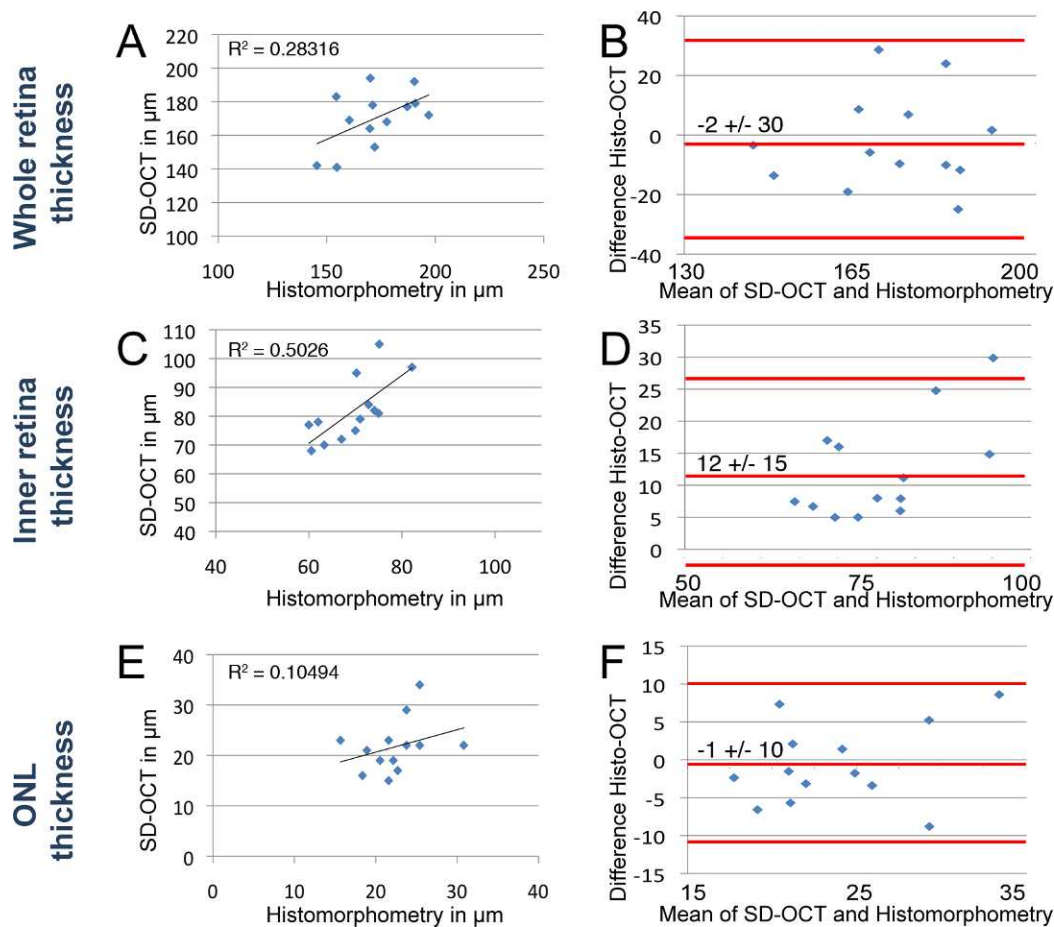 Whole retina
thickness
A
R² = 0.28316
SD-OCT in µm
220
200
180
160
140
120
100
100 150 200 250
Histomorphometry in µm
B
Difference Histo-OCT
40
20
0
-20
-40
-2 +/- 30
130 165 200
Mean of SD-OCT and Histomorphometry
Inner retina
thickness
C
R² = 0.5026
SD-OCT in µm
110
100
90
80
70
60
50
40
40 60 80 100
Histomorphometry in µm
D
Difference Histo-OCT
35
30
25
20
15
10
5
0
12 +/- 15
50 75 100
Mean of SD-OCT and Histomorphometry
ONL
thickness
E
R² = 0.10494
SD-OCT in µm
40
30
20
10
0
0 10 20 30 40
Histomorphometry in µm
F
Difference Histo-OCT
15
10
5
0
-5
-10
-15
-1 +/- 10
15 25 35
Mean of SD-OCT and Histomorphometry